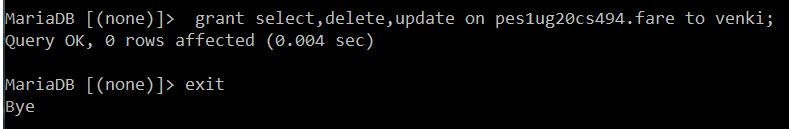 MariaDB [(none)]>  grant select,delete,update on pes1ug20cs494.fare to venki;
Query OK, 0 rows affected (0.004 sec)
MariaDB [(none)]> exit
Bye